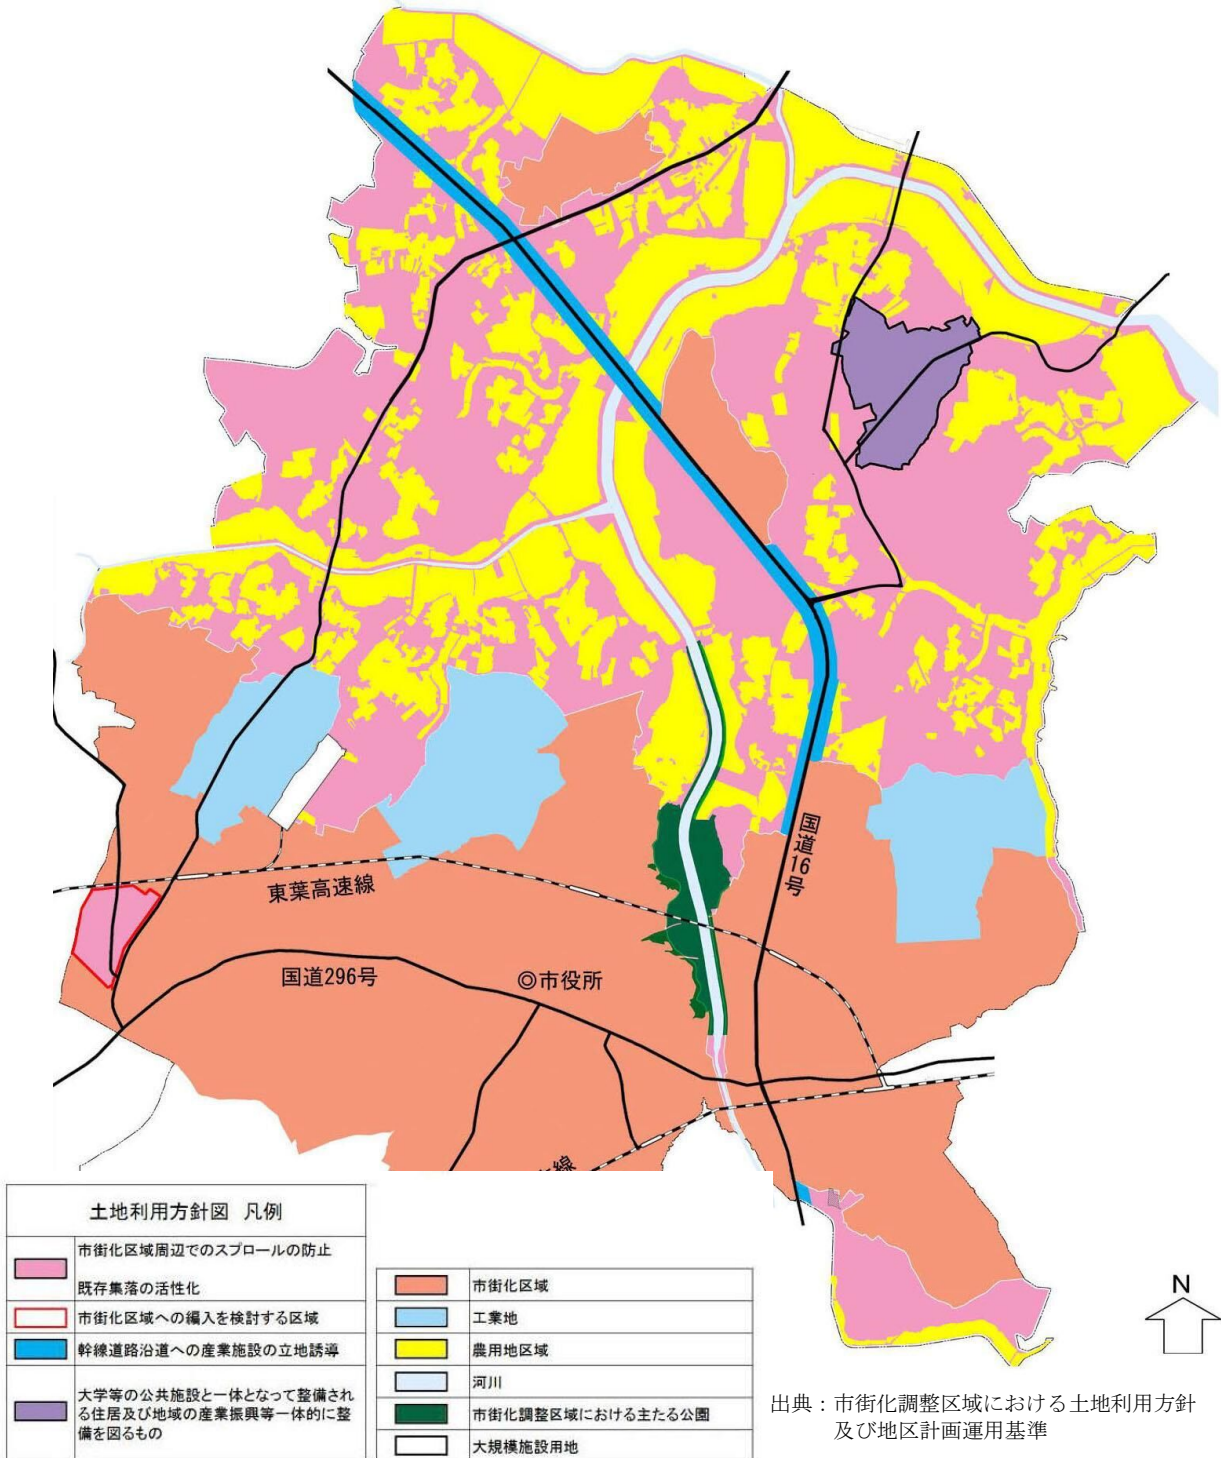 東葉高速線
国道296号
◎市役所
国道16号
線
土地利用方針図 凡例
市街化区域周辺でのスプロールの防止
既存集落の活性化
市街化区域への編入を検討する区域
幹線道路沿道への産業施設の立地誘導
大学等の公共施設と一体となって整備され
る住居及び地域の産業振興等一体的に整
備を図るもの
市街化区域
工業地
農用地区域
河川
市街化調整区域における主たる公園
大規模施設用地
N
出典：市街化調整区域における土地利用方針
及び地区計画運用基準